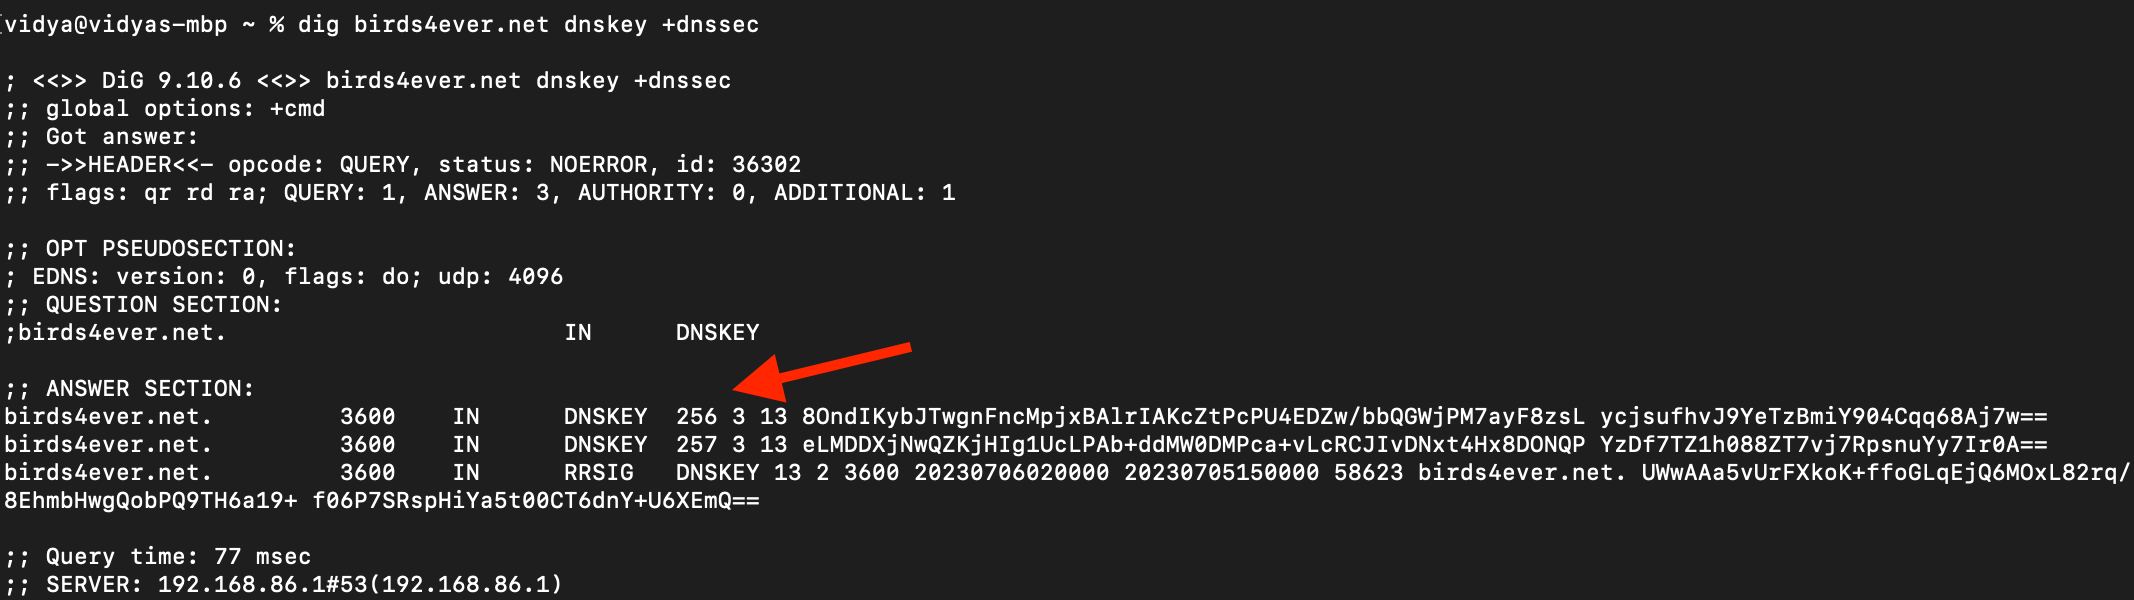 vidya@vidyas-mbp ~ % dig birds4ever.net dnskey +dnssec
; <<>> DiG 9.10.6 <<>> birds4ever.net dnskey +dnssec
;; global options: +cmd
;; Got answer:
;; ->>HEADER<<- opcode: QUERY, status: NOERROR, id: 36302
;; flags: qr rd ra; QUERY: 1, ANSWER: 3, AUTHORITY: 0, ADDITIONAL: 1
;; OPT PSEUDOSECTION:
; EDNS: version: 0, flags: do; udp: 4096
;; QUESTION SECTION:
;birds4ever.net. IN DNSKEY
;; ANSWER SECTION:
birds4ever.net. 3600 IN DNSKEY 256 3 13 8OndIKybJTwgnFncMpjxBAlrIAKcZtPcPU4EDZw/bbQGWjPM7ayF8zsL ycjsufhvJ9YeTzBmiY904Cqq68Aj7w==
birds4ever.net. 3600 IN DNSKEY 257 3 13 eLMDDXjNwQZKjHIg1UcLPAb+ddMW0DMPca+vLcRCJIvDNxt4Hx8DONQP YzDf7TZ1h088ZT7vj7RpsnuYy7Ir0A==
birds4ever.net. 3600 IN RRSIG DNSKEY 13 2 3600 20230706020000 20230705150000 58623 birds4ever.net. UWwAAa5vUrFXkoK+ffoGLqEjQ6MOxL82rq/
8EhmbHwgQobPQ9TH6a19+ f06P7SRspHiYa5t00CT6dnY+U6XEmQ==
;; Query time: 77 msec
;; SERVER: 192.168.86.1#53(192.168.86.1)